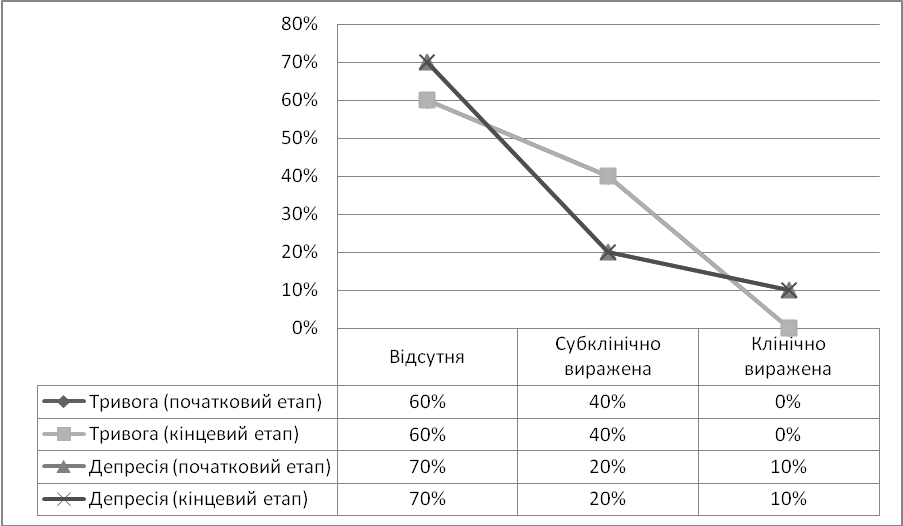 80%
70%
60%
50%
40%
30%
20%
10%
0%
Відсутня
Субклінічно
виражена
Клінічно
виражена
Тривога (початковий етап) 60% 40% 0%
Тривога (кінцевий етап) 60% 40% 0%
Депресія (початковий етап) 70% 20% 10%
Депресія (кінцевий етап) 70% 20% 10%